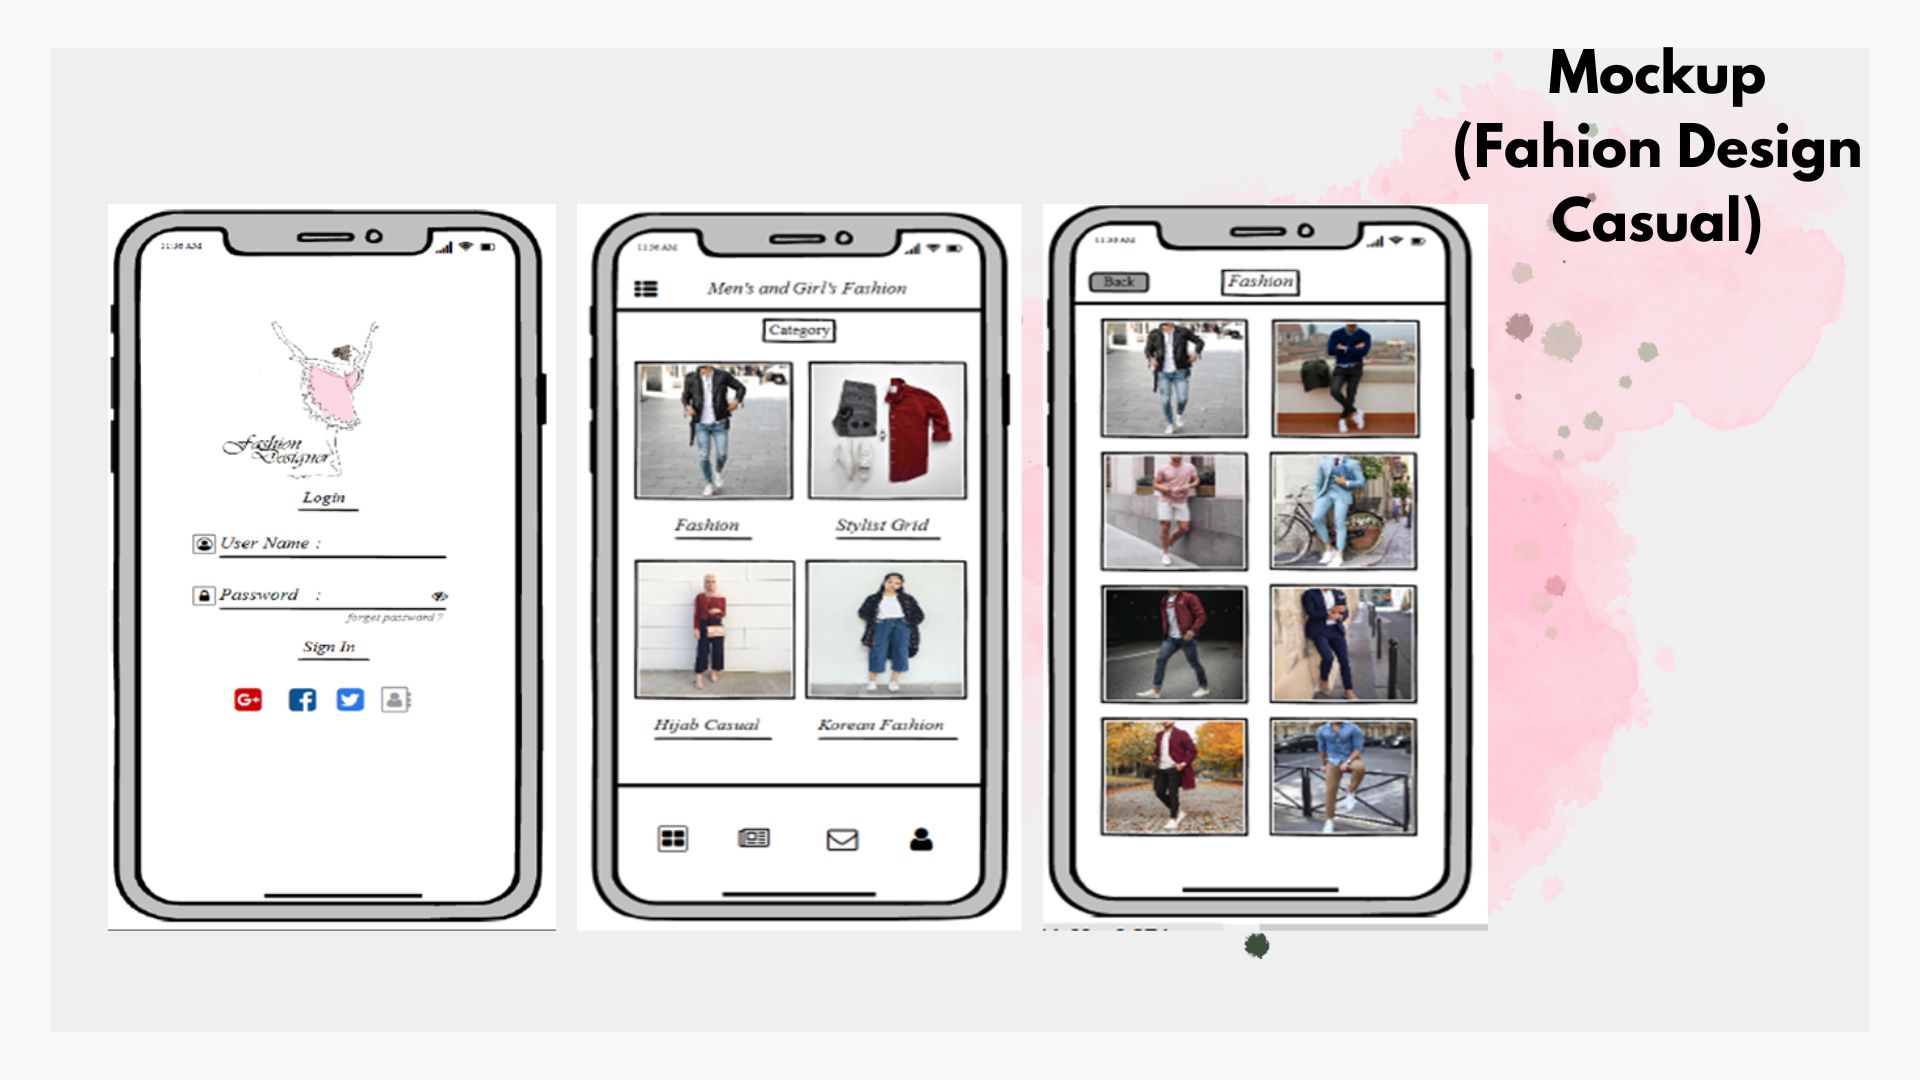 Mockup
(Fahion Design
Casual)
11:36 AM
Fashion
Designor
Login
User Name :
Password :
forget password ?
Sign In
G+
11:36 AM
Men's and Girl's Fashion
Category
Fashion
Stylist Grid
Hijab Casual
Korean Fashion
11:36 AM
Back
Fashion